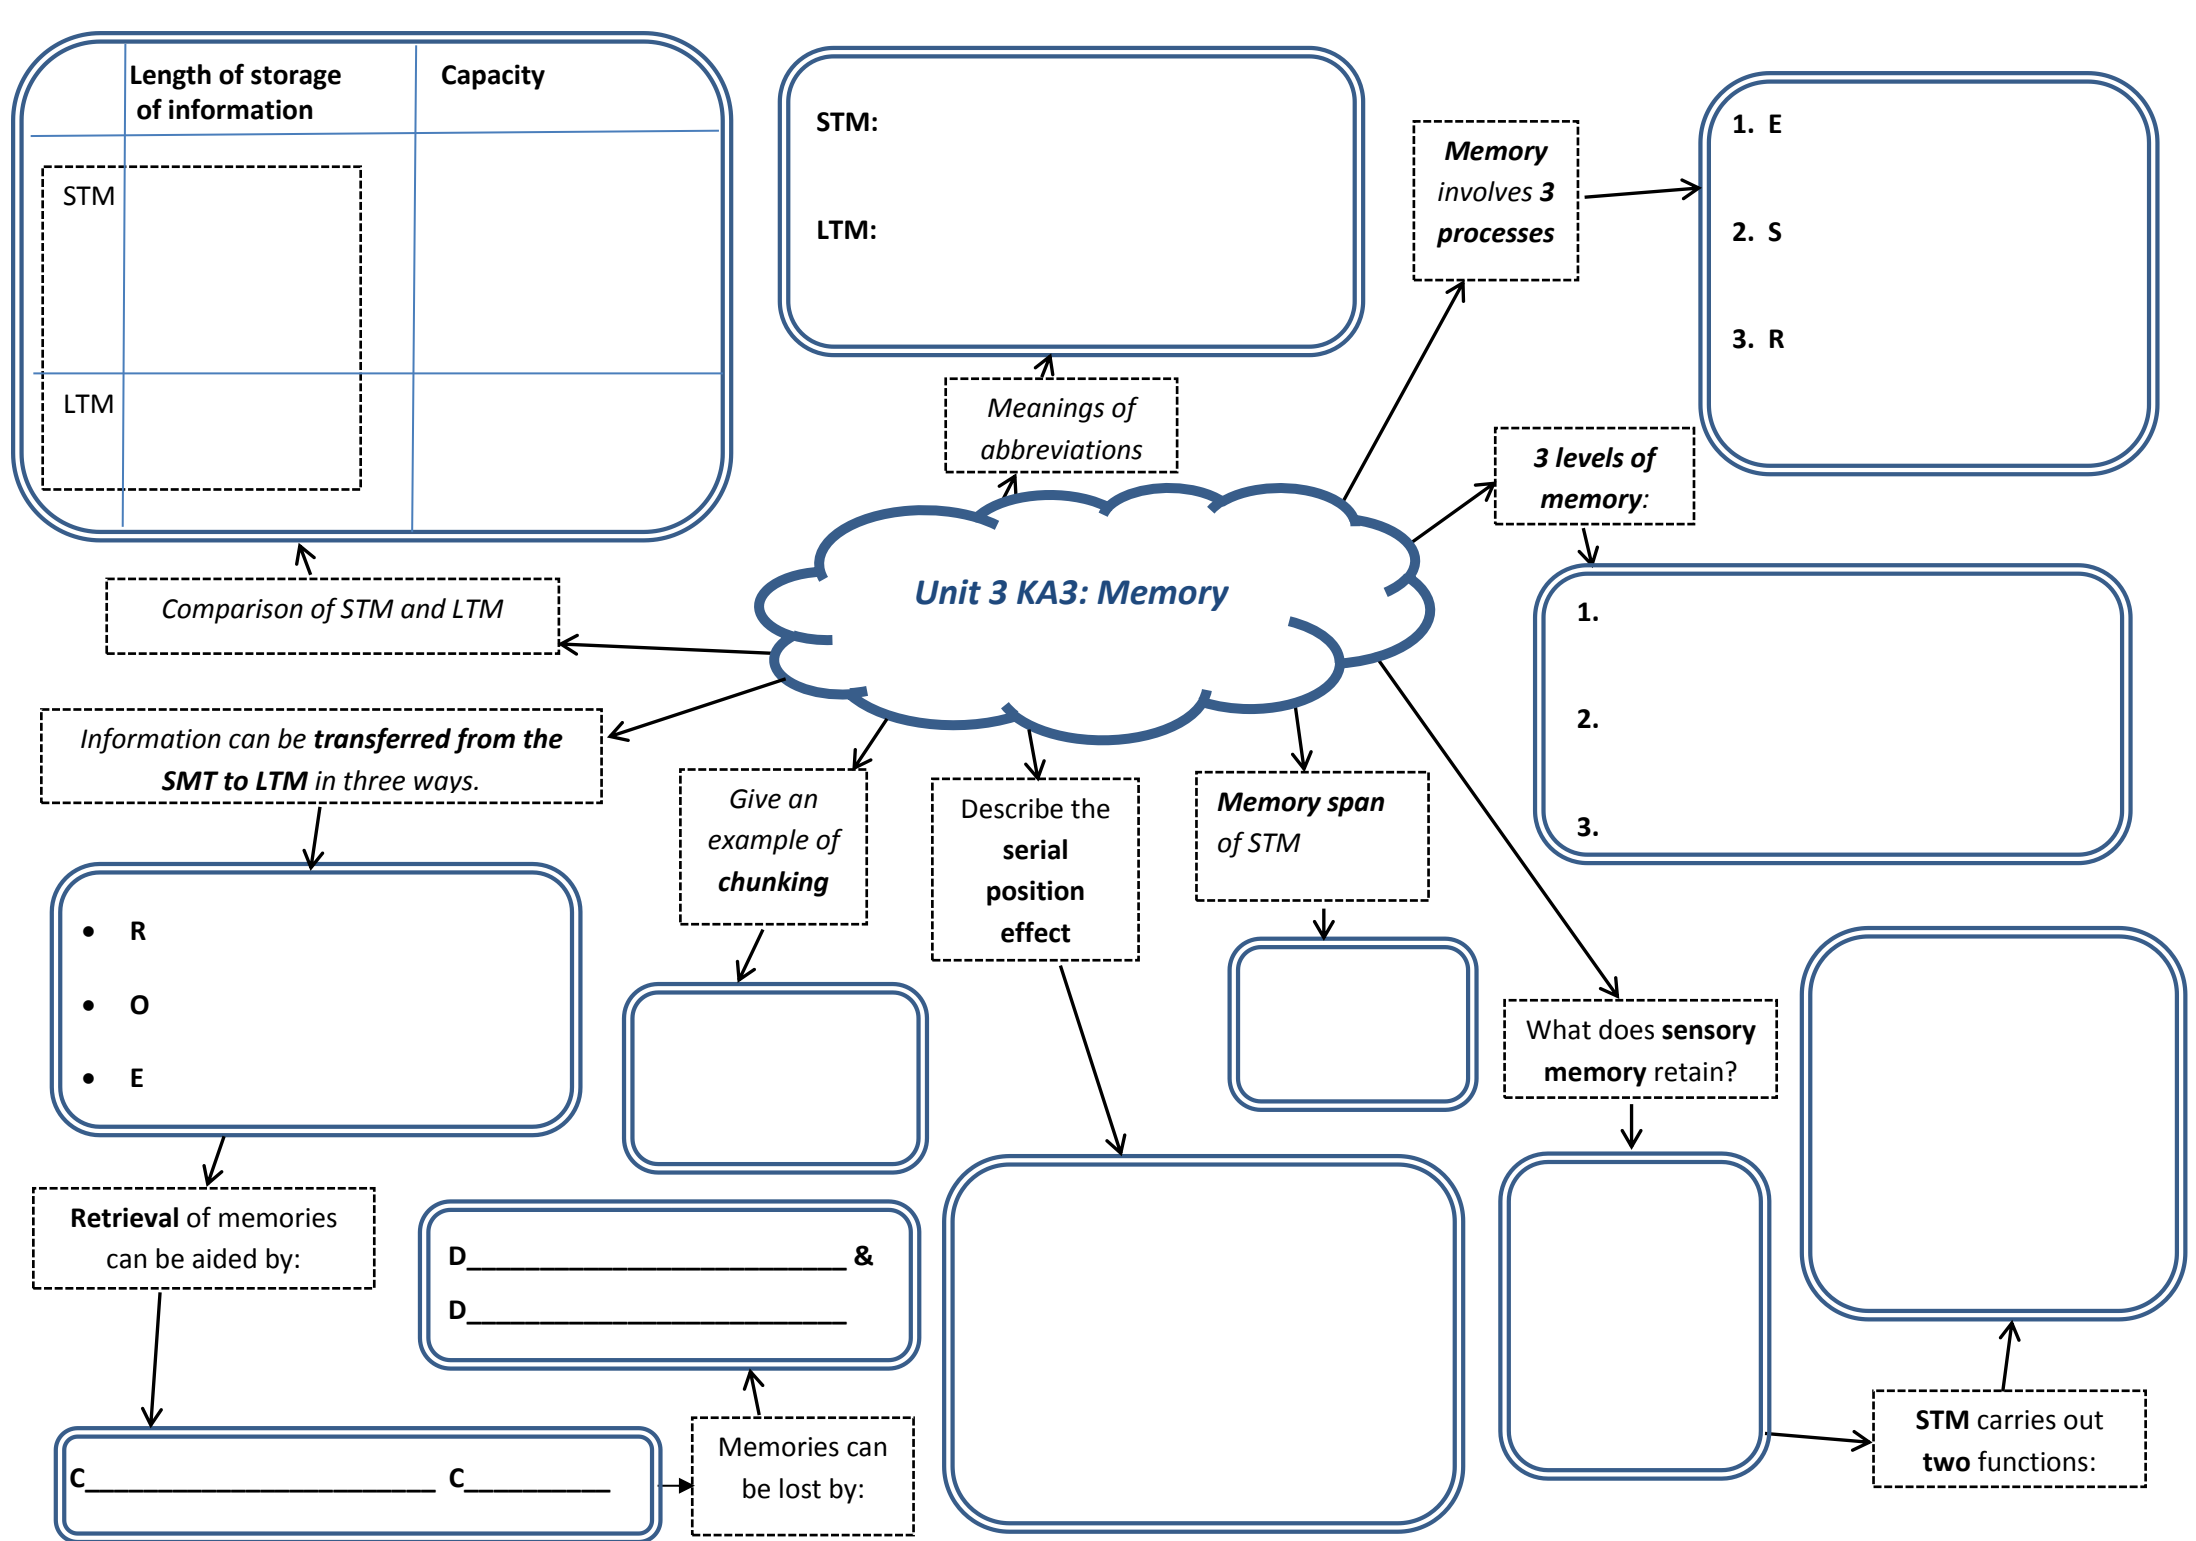 Length of storage
of information
Capacity
STM
LTM
Comparison of STM and LTM
STM:
LTM:
Meanings of
abbreviations
Memory
involves 3
processes
1. E
2. S
3. R
3 levels of
memory:
1.
2.
3.
Unit 3 KA3: Memory
Information can be transferred from the
SMT to LTM in three ways.
• R
• O
• E
Give an
example of
chunking
Describe the
serial
position
effect
Memory span
of STM
What does sensory
memory retain?
Retrieval of memories
can be aided by:
D__________________________ &
D__________________________
C________________________ C__________
Memories can
be lost by:
STM carries out
two functions: